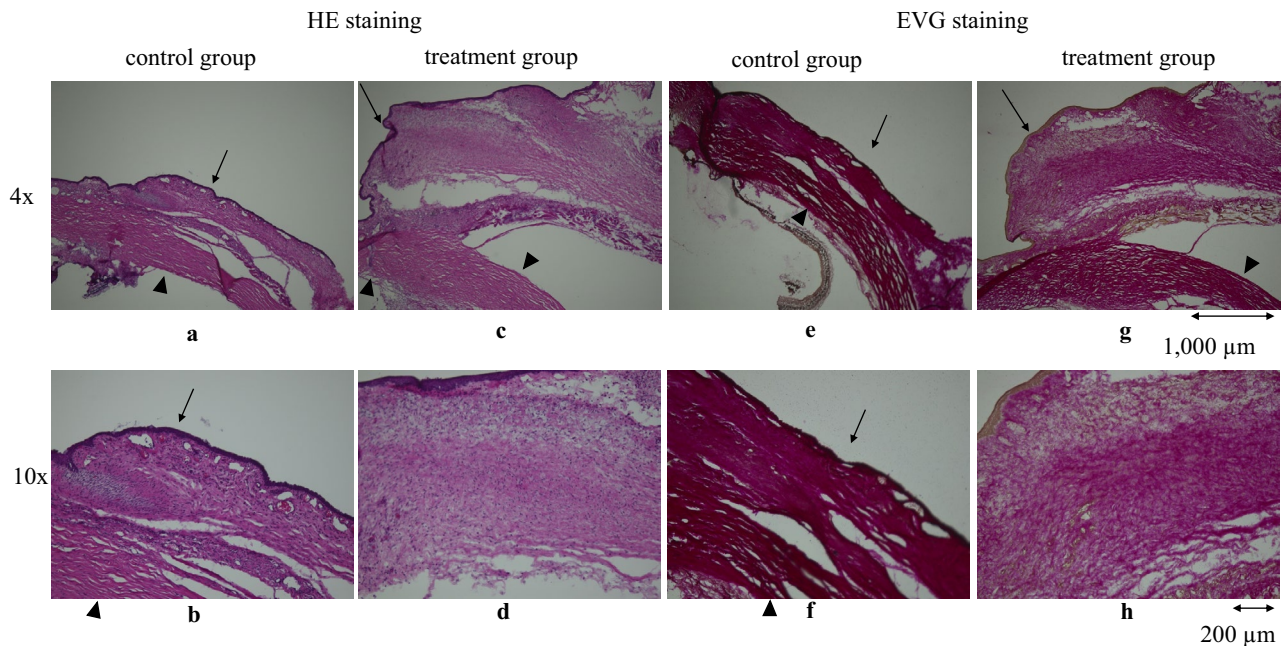 HE staining
EVG staining
control group
treatment group
control group
treatment group
4x
a
c
e
g
1,000 µm
10x
b
d
f
h
200 µm